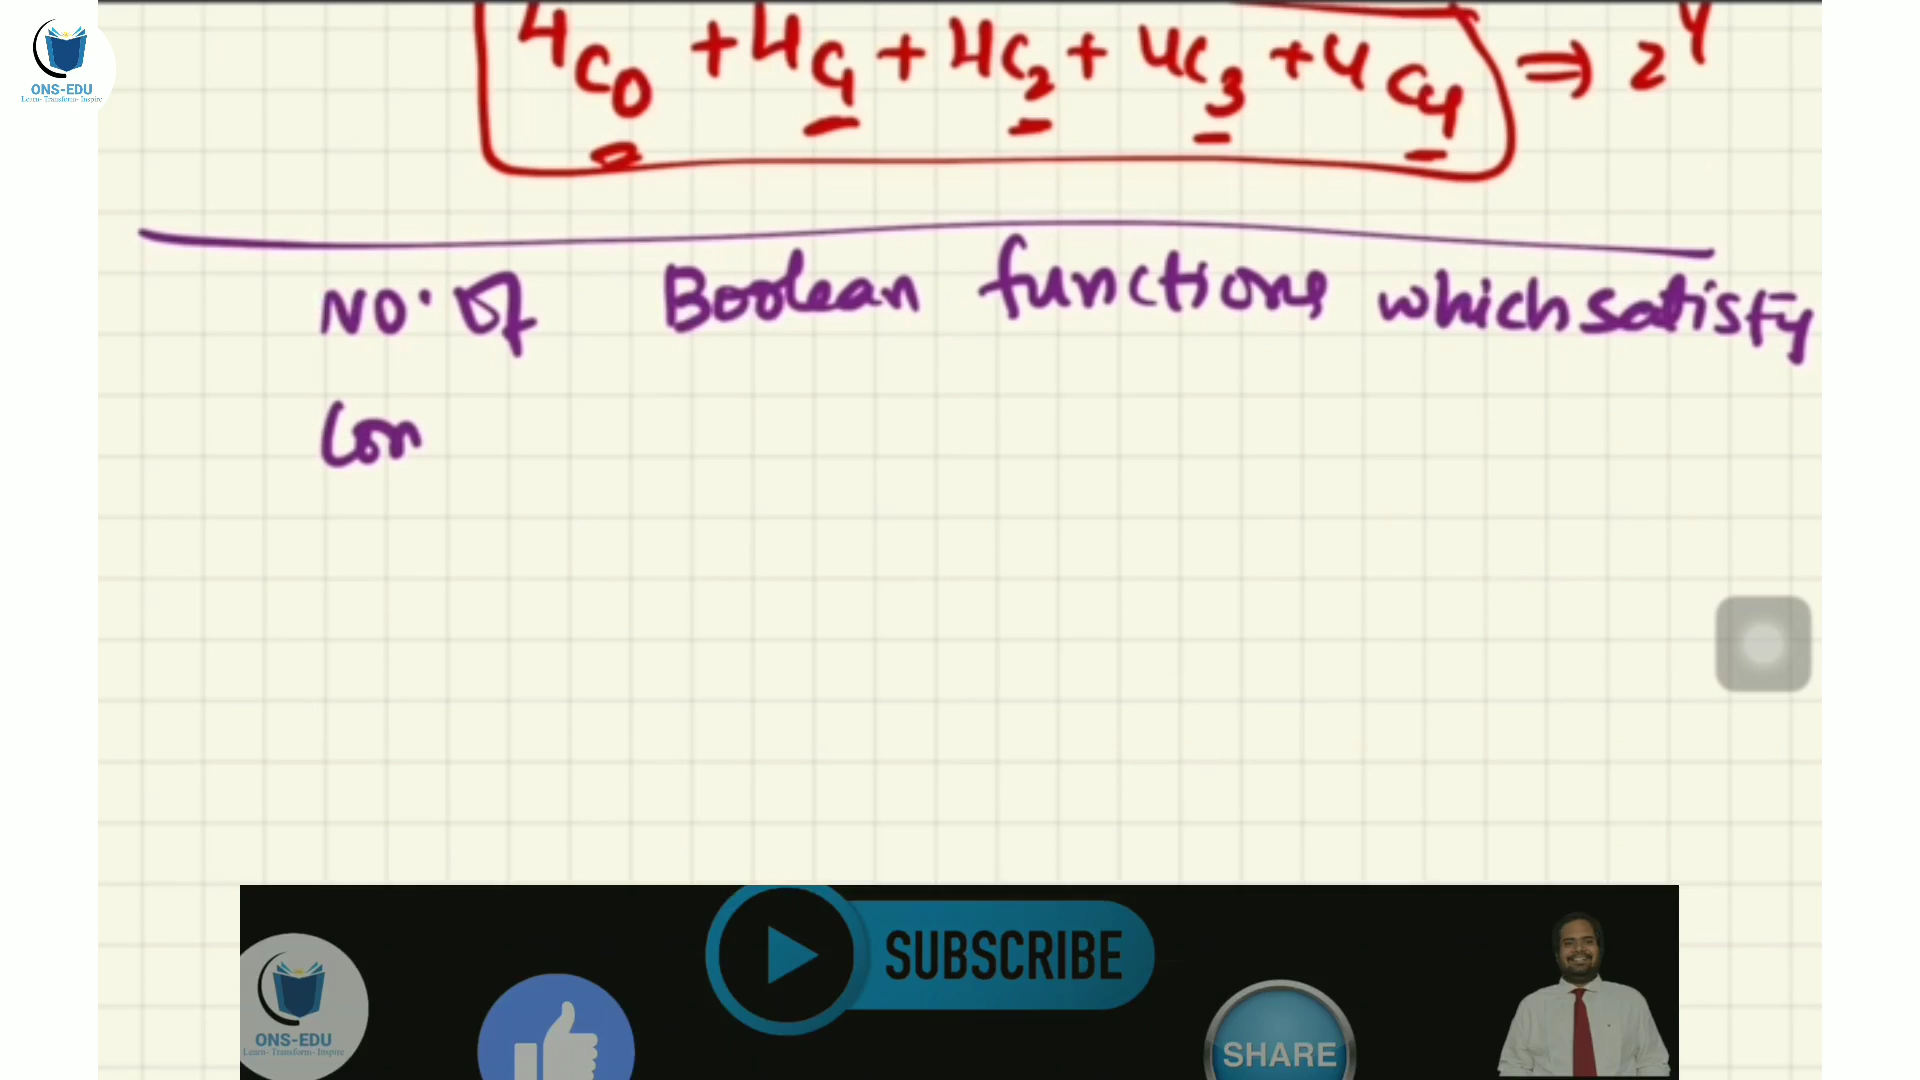 4c0 + 4c1 + 4c2 + 4c3 + 4c4 ⇒ 2^4
NO. Of Boolean functions which satisfy
Con
ONS-EDU
Learn- Transform- Inspire
SUBSCRIBE
ONS-EDU
Learn- Transform- Inspire
SHARE